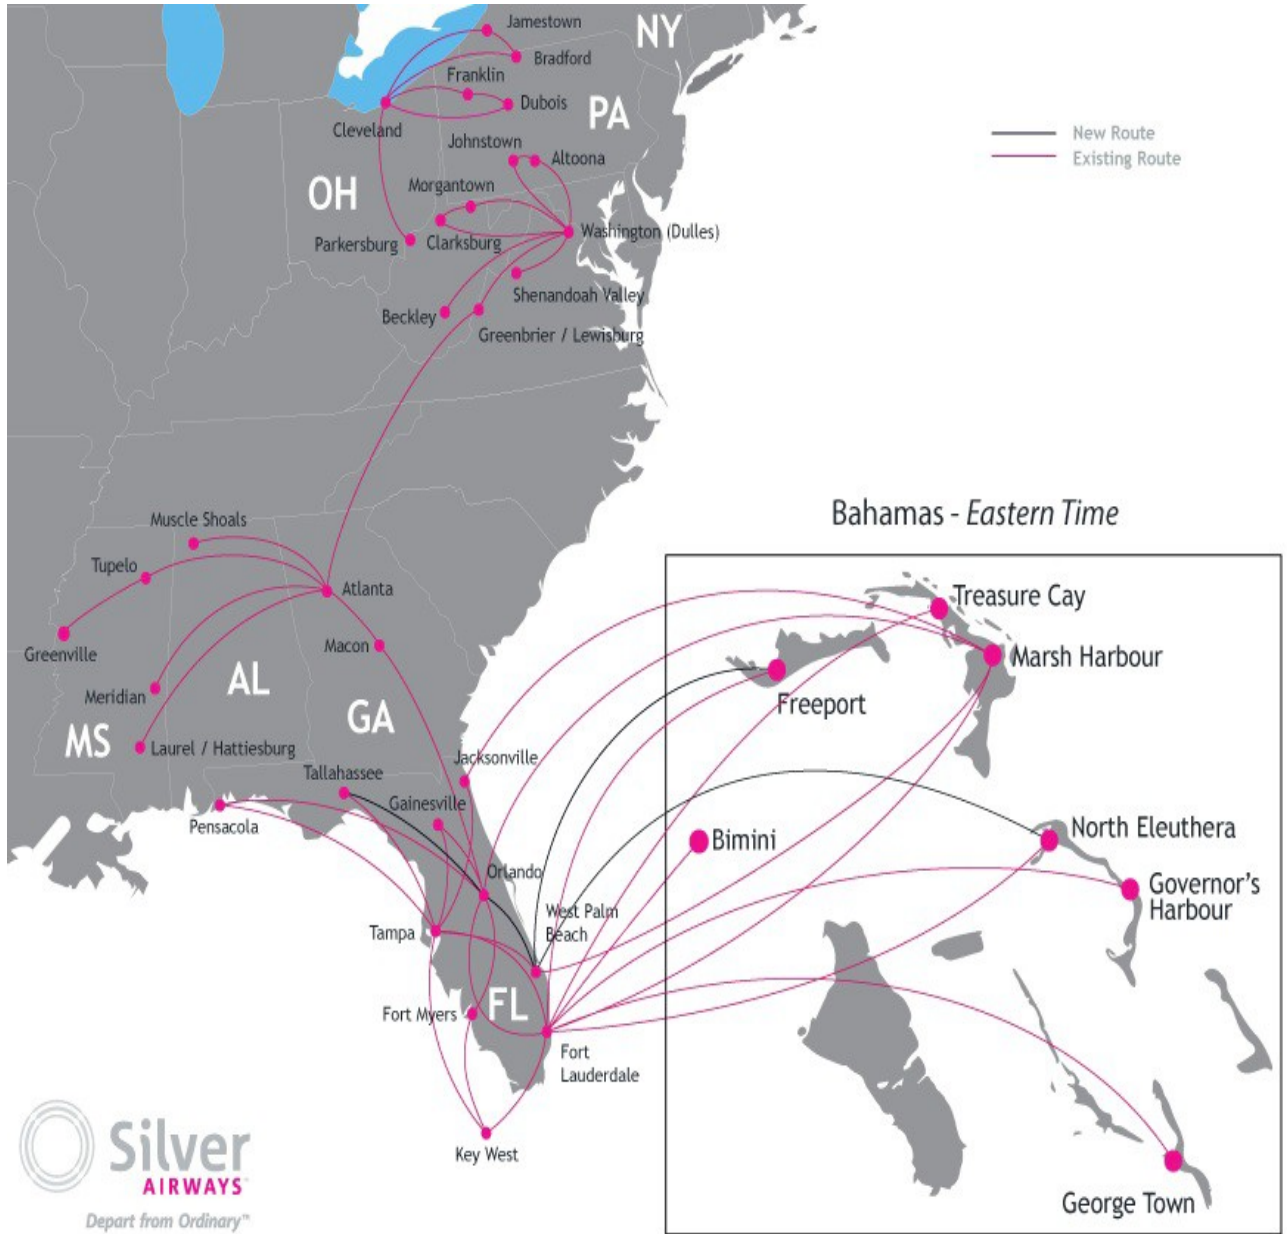 Jamestown
NY
Bradford
Franklin
Dubois
PA
Cleveland
New Route
Johnstown
Existing Route
Altoona
OH
Morgantown
Washington (Dulles)
Parkersburg
Clarksburg
Shenandoah Valley
Beckley
Greenbrier / Lewisburg
Bahamas - Eastern Time
Muscle Shoals
Tupelo
Atlanta
Treasure Cay
Macon
Greenville
Marsh Harbour
AL
Meridian
Freeport
GA
MS
Laurel / Hattiesburg
Jacksonville
Tallahassee
Gainesville
Pensacola
North Eleuthera
Bimini
Orlando
Governor's
Harbour
West Palm
Beach
Tampa
FL
Fort Myers
Fort
Lauderdale
Key West
George Town
Silver
AIRWAYS™
Depart from Ordinary™